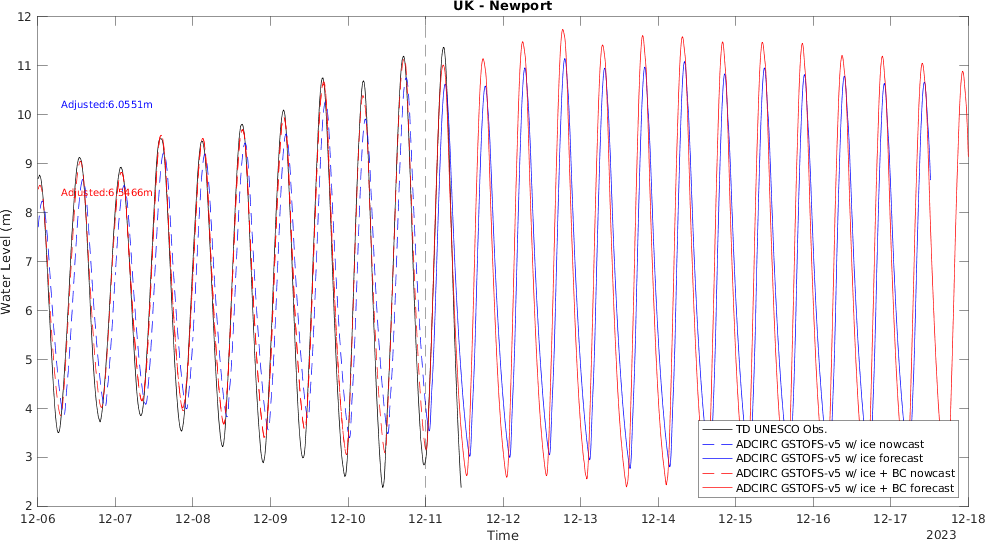 UK - Newport
Water Level (m)
12
11
10
9
8
7
6
5
4
3
2
Adjusted:6.0551m
Adjusted:6.5466m
TD UNESCO Obs.
ADCIRC GSTOFS-v5 w/ ice nowcast
ADCIRC GSTOFS-v5 w/ ice forecast
ADCIRC GSTOFS-v5 w/ ice + BC nowcast
ADCIRC GSTOFS-v5 w/ ice + BC forecast
12-06 12-07 12-08 12-09 12-10 12-11 12-12 12-13 12-14 12-15 12-16 12-17 12-18
Time
2023